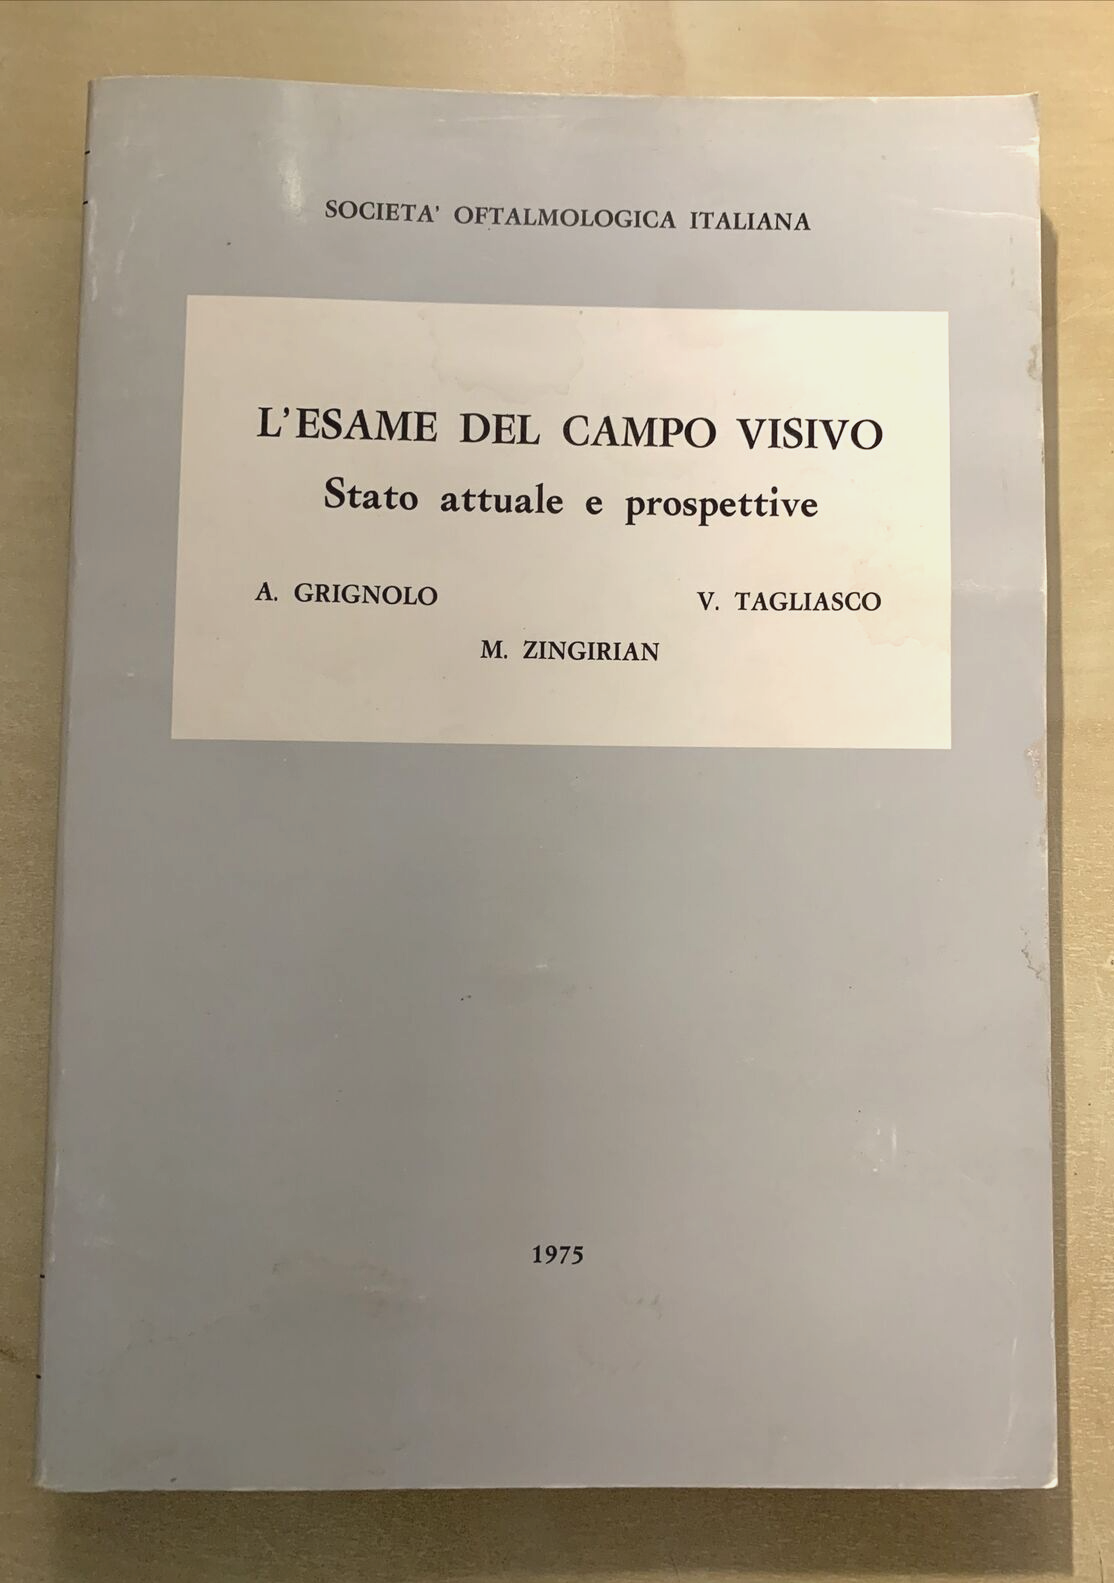 SOCIETA' OFTALMOLOGICA ITALIANA
L'ESAME DEL CAMPO VISIVO
Stato attuale e prospettive
A. GRIGNOLO V. TAGLIASCO
M. ZINGIRIAN
1975